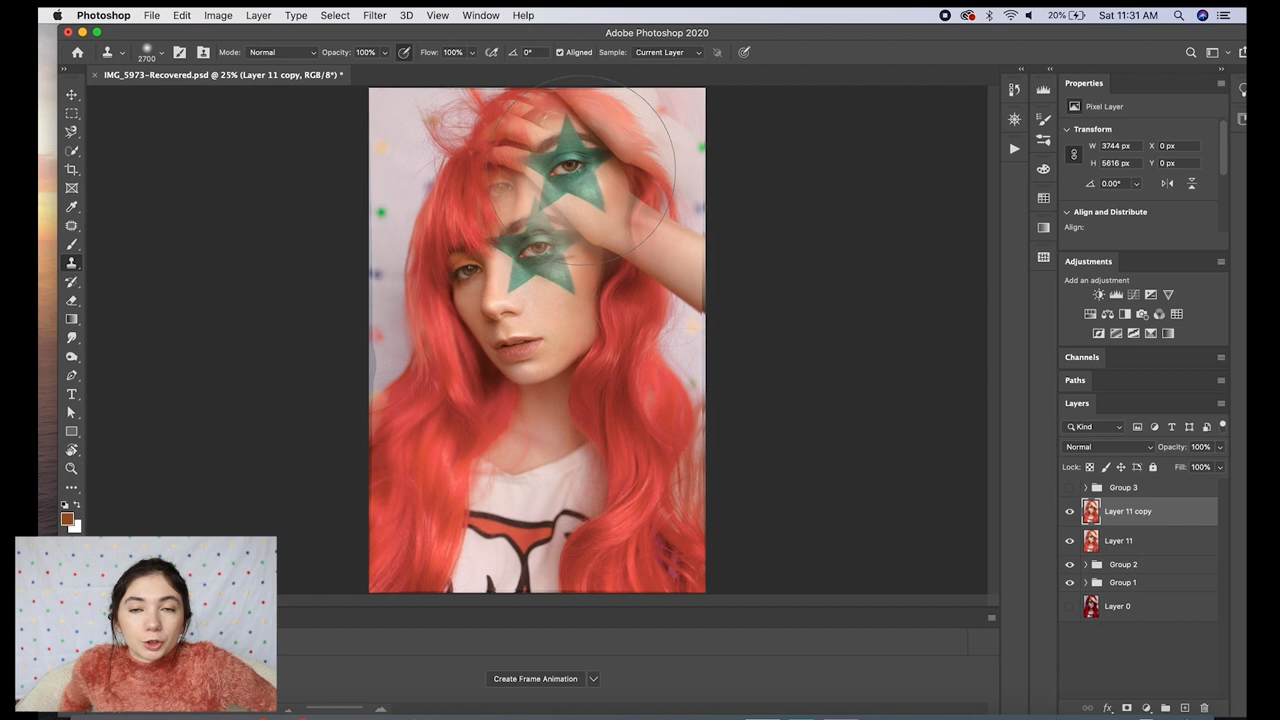 Photoshop File Edit Image Layer Type Select Filter 3D View Window Help 20% Sat 11:31 AM
Adobe Photoshop 2020
2700 Mode: Normal Opacity: 100% Flow: 100% 0° Aligned Sample: Current Layer
× IMG_5973-Recovered.psd @ 25% (Layer 11 copy, RGB/8*) *
Properties
Pixel Layer
Transform
W 3744 px X 0 px
H 5616 px Y 0 px
0.00°
Align and Distribute
Align:
Adjustments
Add an adjustment
Channels
Paths
Layers
Kind
Normal Opacity: 100%
Lock: Fill: 100%
Group 3
Layer 11 copy
Layer 11
Group 2
Group 1
Layer 0
Create Frame Animation
fx